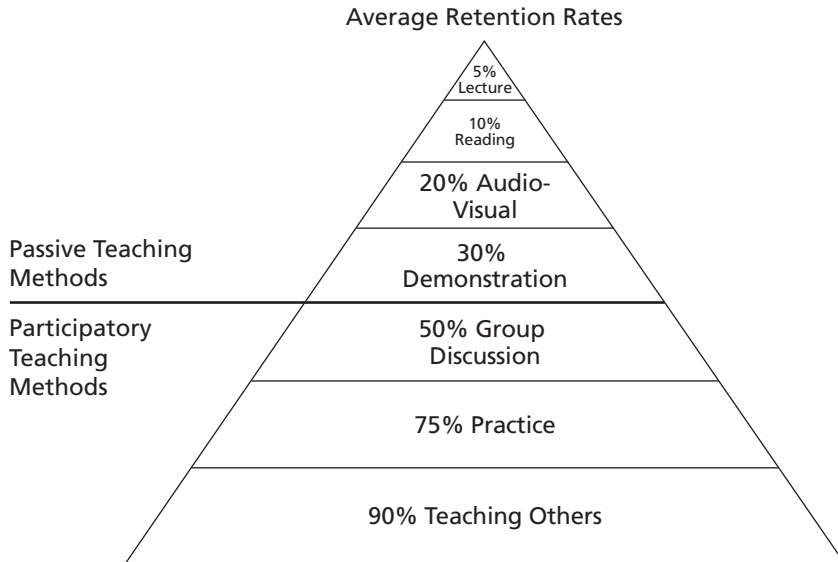 Average Retention Rates
5%
Lecture
10%
Reading
20% Audio-
Visual
Passive Teaching
Methods
30%
Demonstration
Participatory
Teaching
Methods
50% Group
Discussion
75% Practice
90% Teaching Others